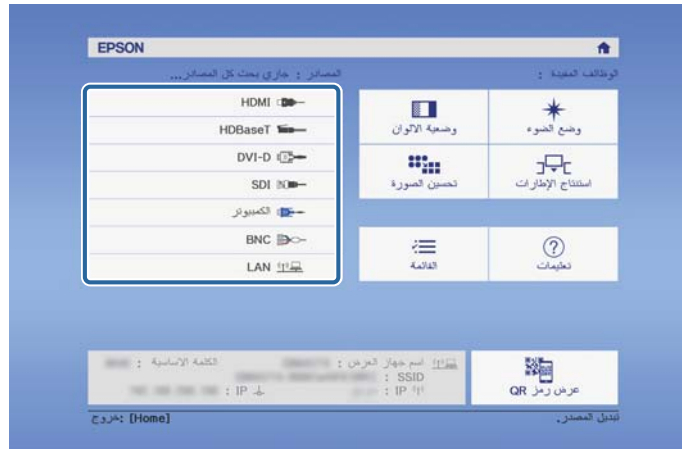 EPSON
الوظائف المفيدة :
المصادر : جاري بحث كل المصادر...
وضع الضوء
وضعية الألوان
استنتاج الإطارات
تحسين الصورة
تعليمات
القائمة
HDMI
HDBaseT
DVI-D
SDI
الكمبيوتر
BNC
LAN
عرض رمز QR
اسم جهاز العرض :
الكلمة الأساسية :
SSID :
IP :
IP :
تبديل المصدر.
[Home] :خروج